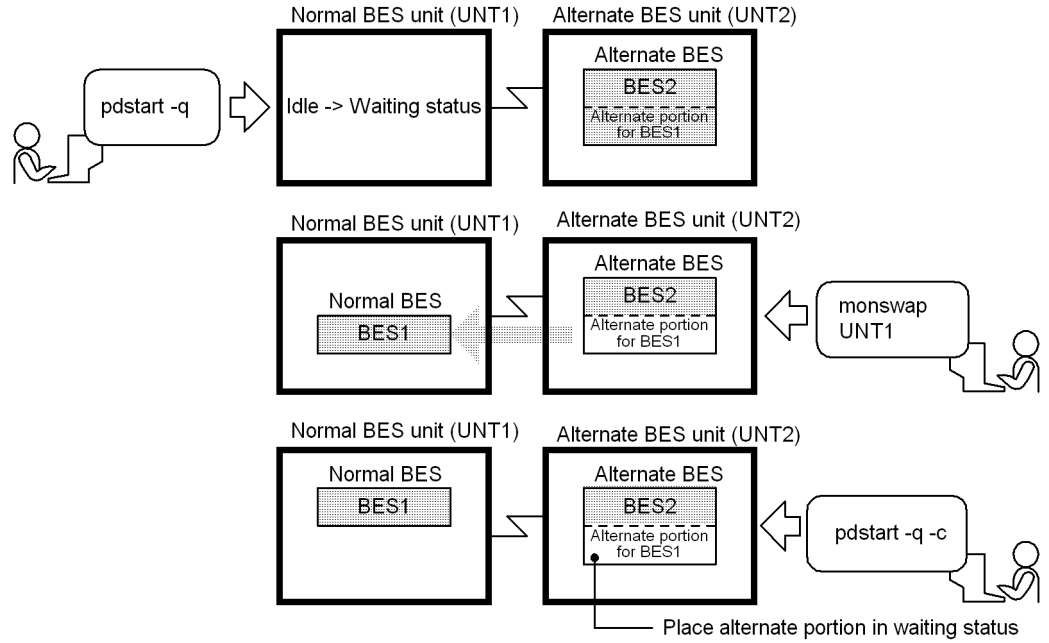 Normal BES unit (UNT1)
Alternate BES unit (UNT2)
pdstart -q
Idle -> Waiting status
Alternate BES
BES2
Alternate portion
for BES1
Normal BES unit (UNT1)
Alternate BES unit (UNT2)
Normal BES
BES1
Alternate BES
BES2
Alternate portion
for BES1
monswap
UNT1
Normal BES unit (UNT1)
Alternate BES unit (UNT2)
Normal BES
BES1
Alternate BES
BES2
Alternate portion
for BES1
pdstart -q -c
Place alternate portion in waiting status